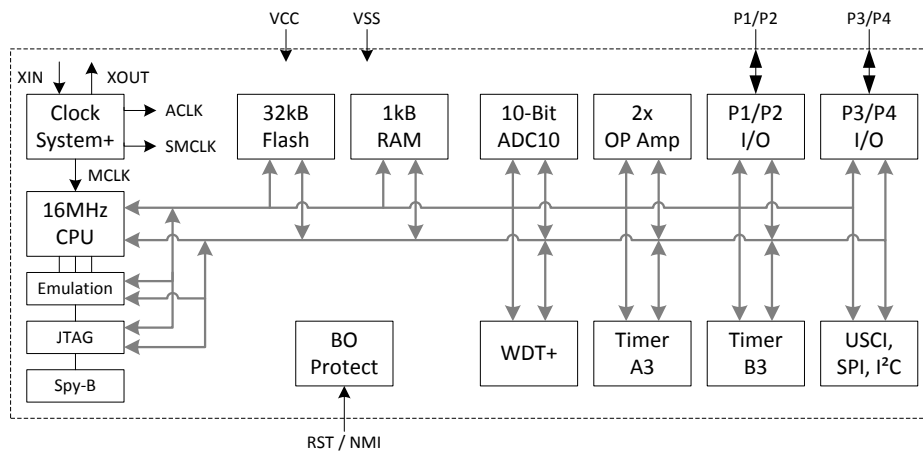 VCC
VSS
P1/P2
P3/P4
XIN
XOUT
Clock
System+
ACLK
SMCLK
32kB
Flash
1kB
RAM
10-Bit
ADC10
2x
OP Amp
P1/P2
I/O
P3/P4
I/O
MCLK
16MHz
CPU
Emulation
JTAG
Spy-B
BO
Protect
WDT+
Timer
A3
Timer
B3
USCI,
SPI, I²C
RST / NMI